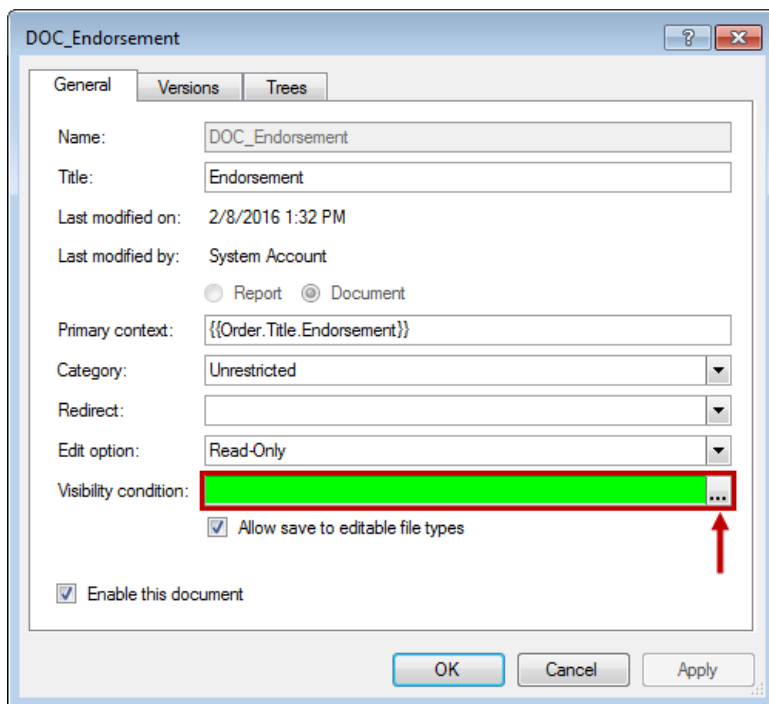 DOC_Endorsement
General Versions Trees
Name: DOC_Endorsement
Title: Endorsement
Last modified on: 2/8/2016 1:32 PM
Last modified by: System Account
Report Document
Primary context: {{Order.Title.Endorsement}}
Category: Unrestricted
Redirect:
Edit option: Read-Only
Visibility condition: ...
Allow save to editable file types
Enable this document
OK Cancel Apply